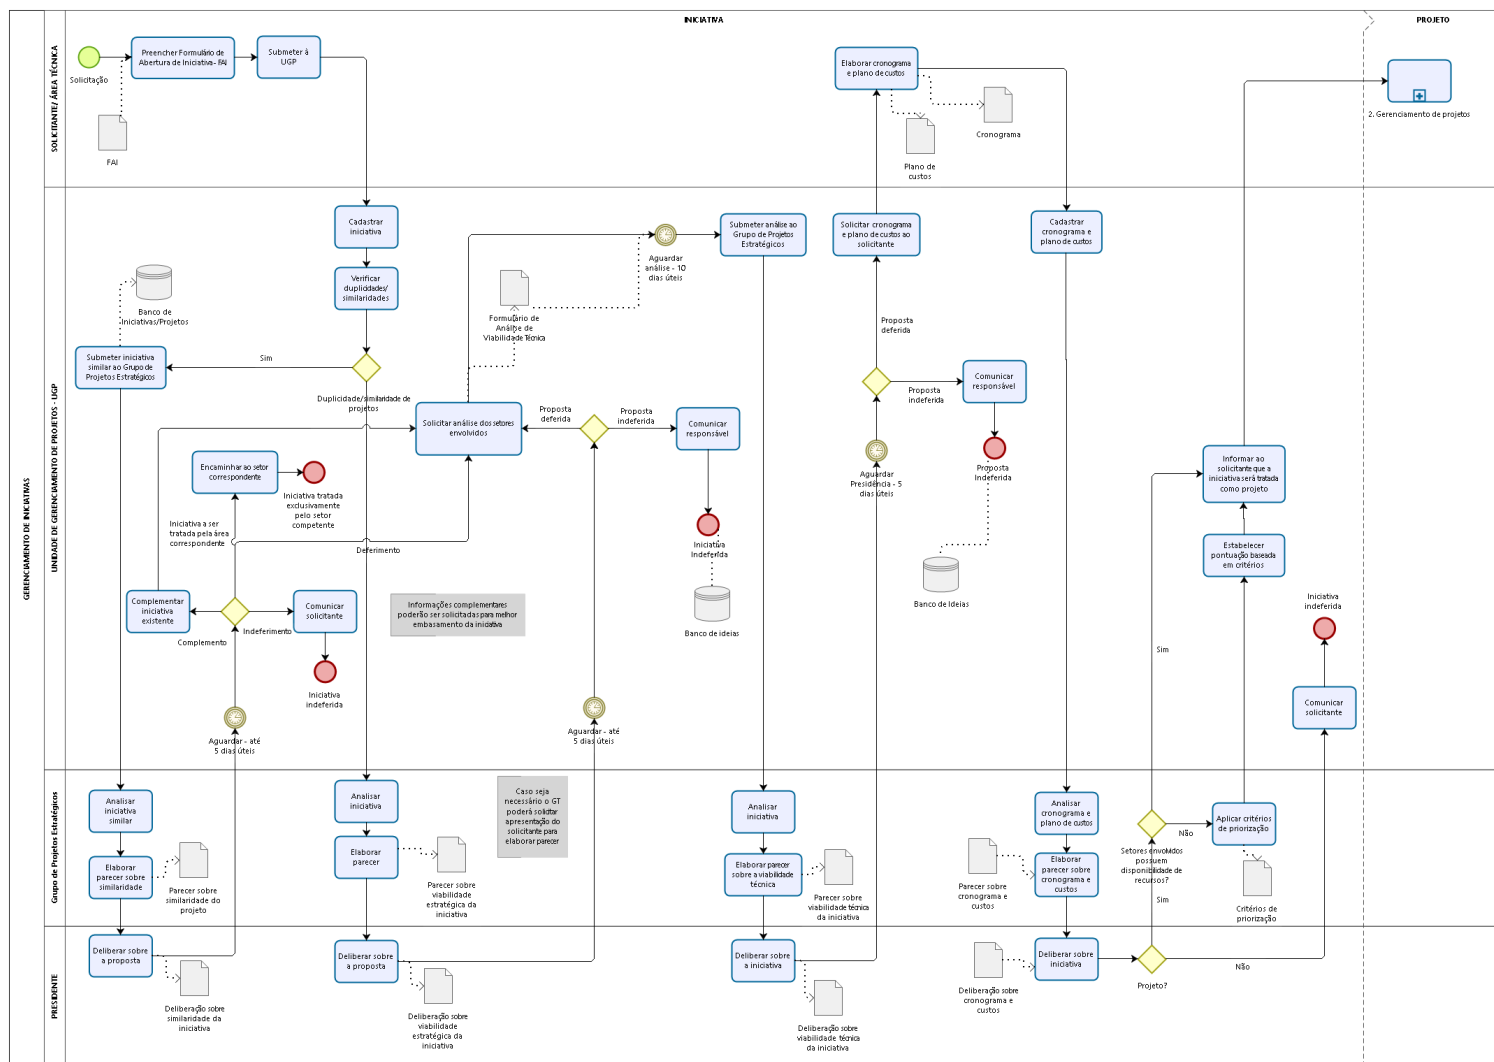 INICIATIVA
PROJETO
GERENCIAMENTO DE INICIATIVAS
SOLICITANTE/ ÁREA TÉCNICA
Solicitação
Preencher Formulário de
Abertura de Iniciativa- FAI
Submeter à
UGP
FAI
Elaborar cronograma
e plano de custos
Cronograma
Plano de
custos
2. Gerenciamento de projetos
UNIDADE DE GERENCIAMENTO DE PROJETOS - UGP
Cadastrar
iniciativa
Verificar
duplicidades/
similaridades
Banco de
Iniciativas/Projetos
Submeter iniciativa
similar ao Grupo de
Projetos Estratégicos
Sim
Duplicidade/similaridade de
projetos
Formulário de
Análise de
Viabilidade Técnica
Aguardar
análise - 10
dias úteis
Submeter análise ao
Grupo de Projetos
Estratégicos
Solicitar cronograma
e plano de custos ao
solicitante
Cadastrar
cronograma e
plano de custos
Solicitar análise dos setores
envolvidos
Proposta
deferida
Proposta
indeferida
Comunicar
responsável
Iniciativa
Indeferida
Banco de ideias
Proposta
deferida
Proposta
indeferida
Comunicar
responsável
Proposta
Indeferida
Banco de Ideias
Aguardar
Presidência - 5
dias úteis
Encaminhar ao setor
correspondente
Iniciativa tratada
exclusivamente
pelo setor
competente
Iniciativa a ser
tratada pela área
correspondente
Deferimento
Complementar
iniciativa
existente
Complemento
Indeferimento
Comunicar
solicitante
Iniciativa
indeferida
Aguardar - até
5 dias úteis
Informações complementares
poderão ser solicitadas para melhor
embasamento da iniciativa
Aguardar - até
5 dias úteis
Informar ao
solicitante que a
iniciativa será tratada
como projeto
Estabelecer
pontuação baseada
em critérios
Sim
Iniciativa
indeferida
Comunicar
solicitante
Grupo de Projetos Estratégicos
Analisar
iniciativa
similar
Elaborar
parecer sobre
similaridade
Parecer sobre
similaridade do
projeto
Analisar
iniciativa
Elaborar
parecer
Parecer sobre
viabilidade
estratégica da
iniciativa
Caso seja
necessário o GT
poderá solicitar
apresentação do
solicitante para
elaborar parecer
Analisar
iniciativa
Elaborar parecer
sobre a viabilidade
técnica
Parecer sobre
viabilidade técnica
da iniciativa
Parecer sobre
cronograma e
custos
Analisar
cronograma e
plano de custos
Elaborar
parecer sobre
cronograma e
custos
Setores envolvidos
possuem
disponibilidade de
recursos?
Não
Sim
Aplicar critérios
de priorização
Critérios de
priorização
PRESIDENTE
Deliberar sobre
a proposta
Deliberação sobre
similaridade da
iniciativa
Deliberar sobre
a proposta
Deliberação sobre
viabilidade
estratégica da
iniciativa
Deliberar sobre
a iniciativa
Deliberação sobre
viabilidade técnica
da iniciativa
Deliberação sobre
cronograma e
custos
Deliberar sobre
iniciativa
Projeto?
Não